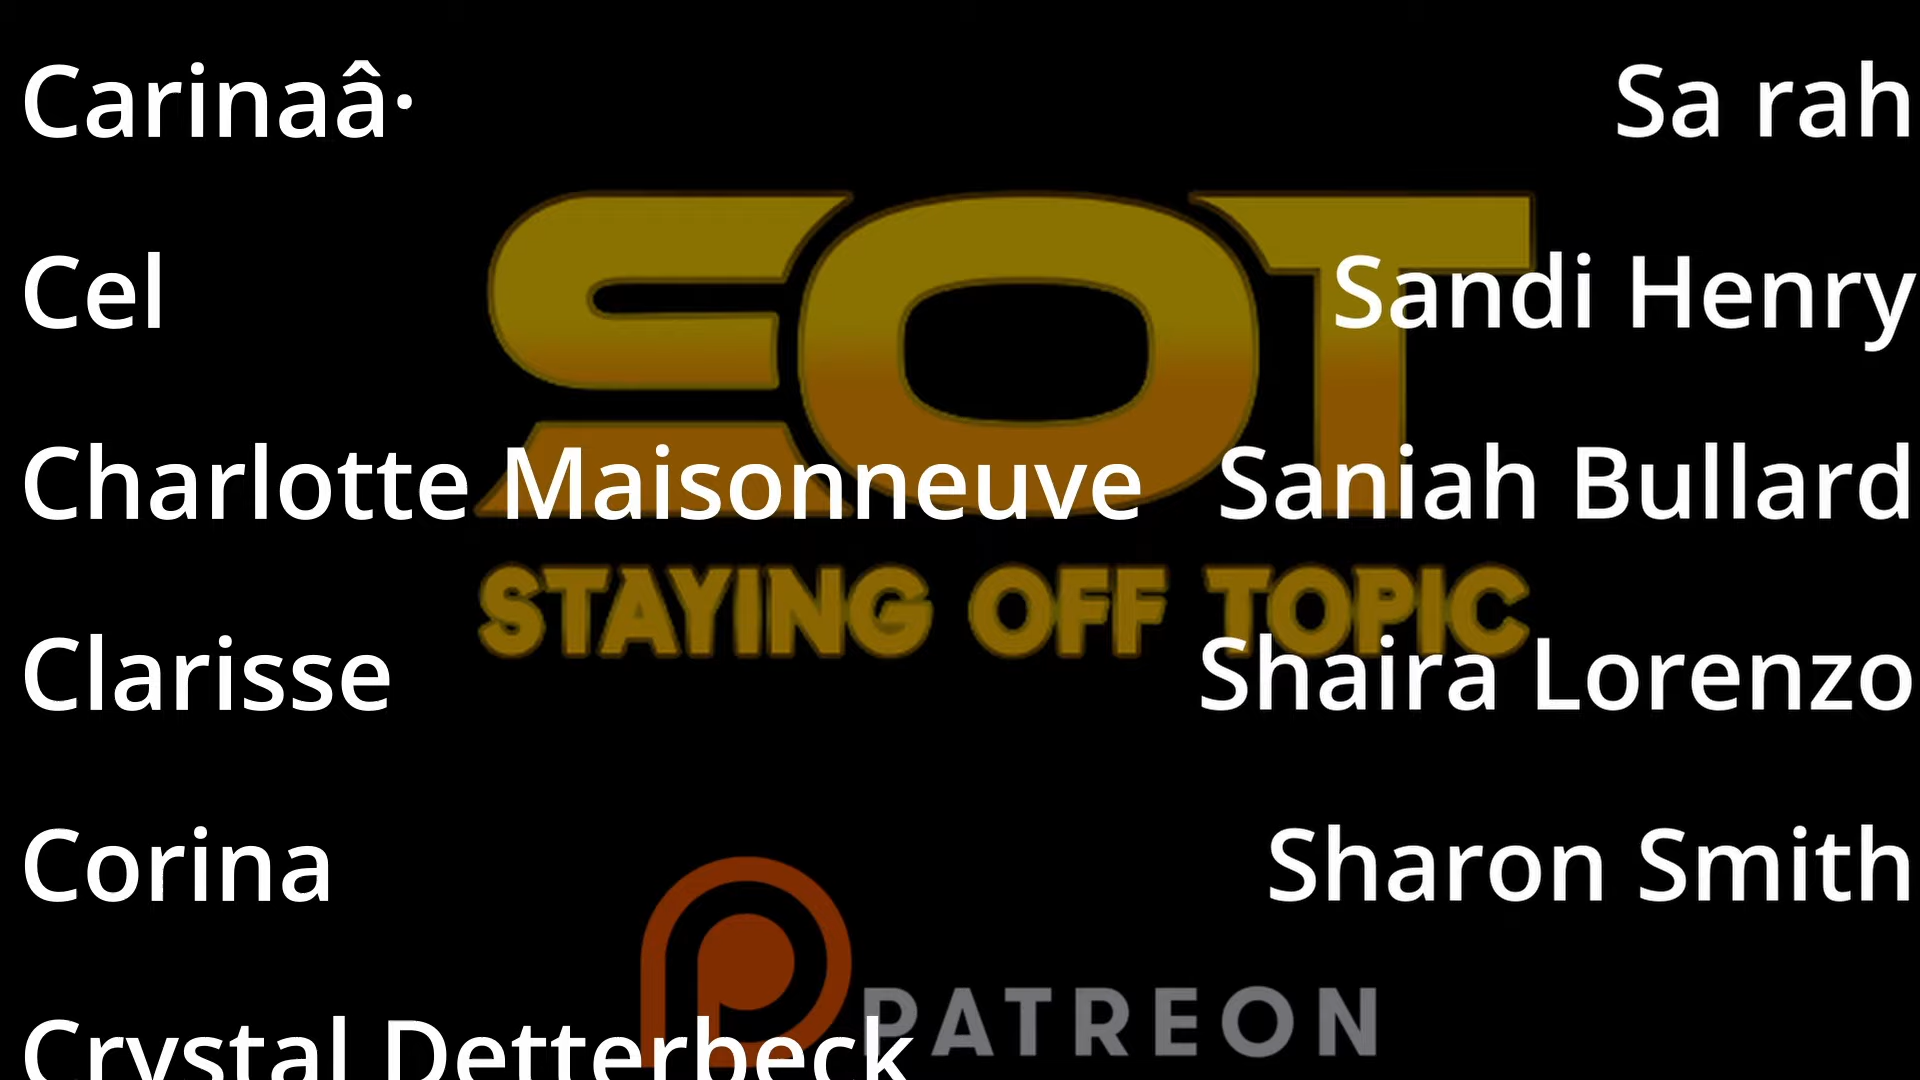 Carinaâ·
Sa rah
Cel
Sandi Henry
SOT
Charlotte Maisonneuve
Saniah Bullard
STAYING OFF TOPIC
Clarisse
Shaira Lorenzo
Corina
Sharon Smith
PATREON
Crystal Detterbeck